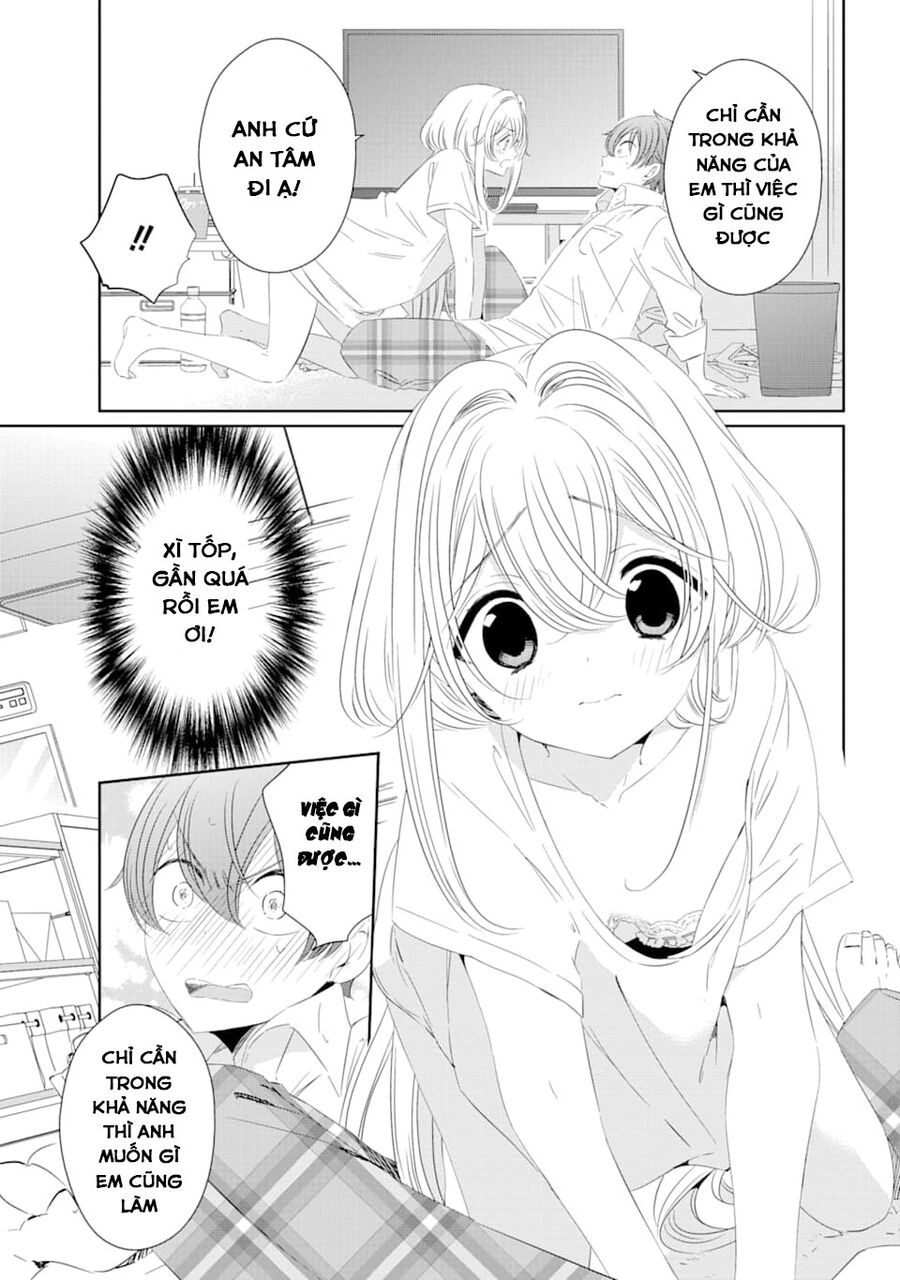 CHỈ CẦN
TRONG KHẢ
NĂNG CỦA
EM THÌ VIỆC
GÌ CŨNG
ĐƯỢC
ANH CỨ
AN TÂM
ĐI Ạ!
!!
XÌ TỐP,
GẦN QUÁ
RỒI EM
ƠI!
VIỆC GÌ
CŨNG
ĐƯỢC...
CHỈ CẦN
TRONG
KHẢ NĂNG
THÌ ANH
MUỐN GÌ
EM CŨNG
LÀM